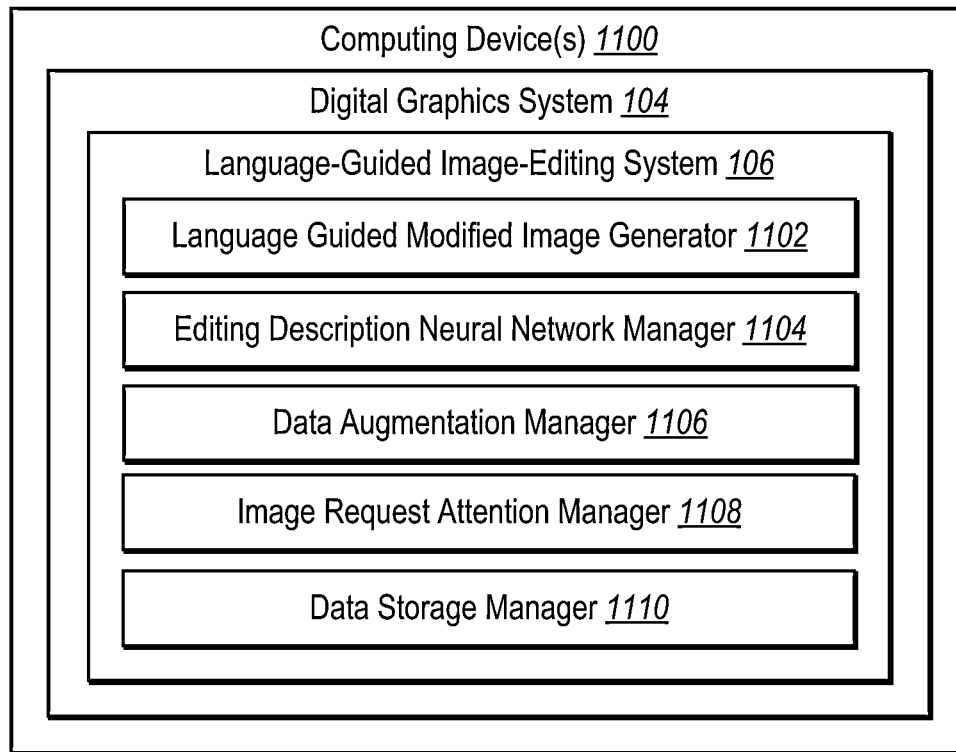 Computing Device(s) 1100
Digital Graphics System 104
Language-Guided Image-Editing System 106
Language Guided Modified Image Generator 1102
Editing Description Neural Network Manager 1104
Data Augmentation Manager 1106
Image Request Attention Manager 1108
Data Storage Manager 1110